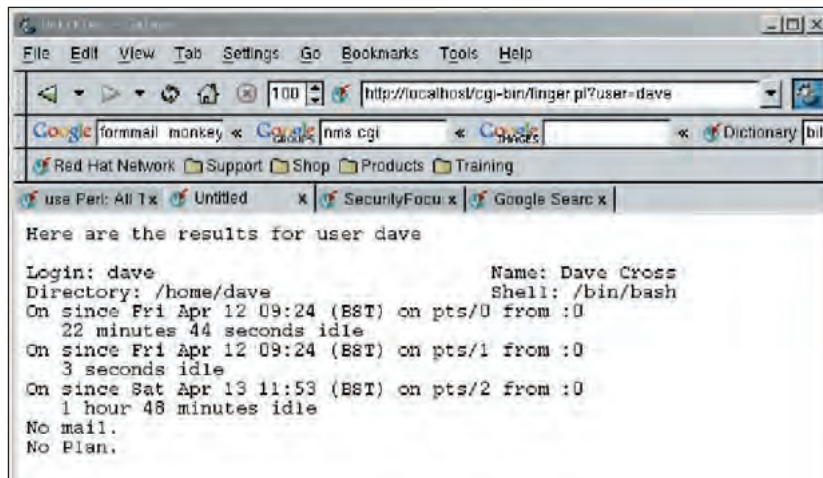 Untitled - Galeon
File Edit View Tab Settings Go Bookmarks Tools Help
100 http://localhost/cgi-bin/finger.pl?user=dave
Google formmail monkey « Google GROUPS nms cgi « Google IMAGES « Dictionary bil
Red Hat Network Support Shop Products Training
use Perl: All T x Untitled x SecurityFocu x Google Searc x
Here are the results for user dave
Login: dave Name: Dave Cross
Directory: /home/dave Shell: /bin/bash
On since Fri Apr 12 09:24 (BST) on pts/0 from :0
22 minutes 44 seconds idle
On since Fri Apr 12 09:24 (BST) on pts/1 from :0
3 seconds idle
On since Sat Apr 13 11:53 (BST) on pts/2 from :0
1 hour 48 minutes idle
No mail.
No Plan.